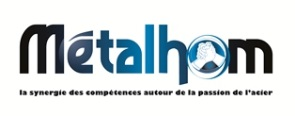 Métalhom
la synergie des compétences autour de la passion de l'acier